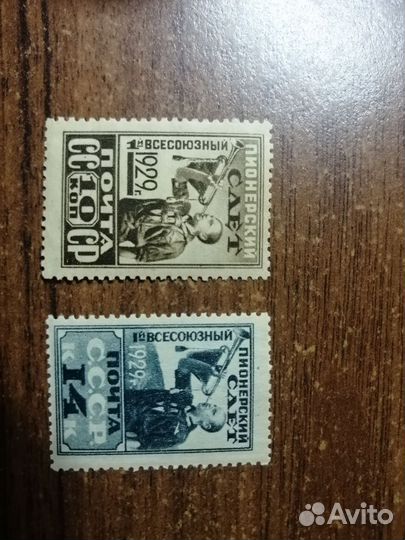 1й ВСЕСОЮЗНЫЙ
ПИОНЕРСКИЙ
СЛЕТ
1929 г.
ПОЧТА
СССР
10
КОП
1й ВСЕСОЮЗНЫЙ
ПИОНЕРСКИЙ
СЛЕТ
1929 г.
ПОЧТА
СССР
14
К
Avito